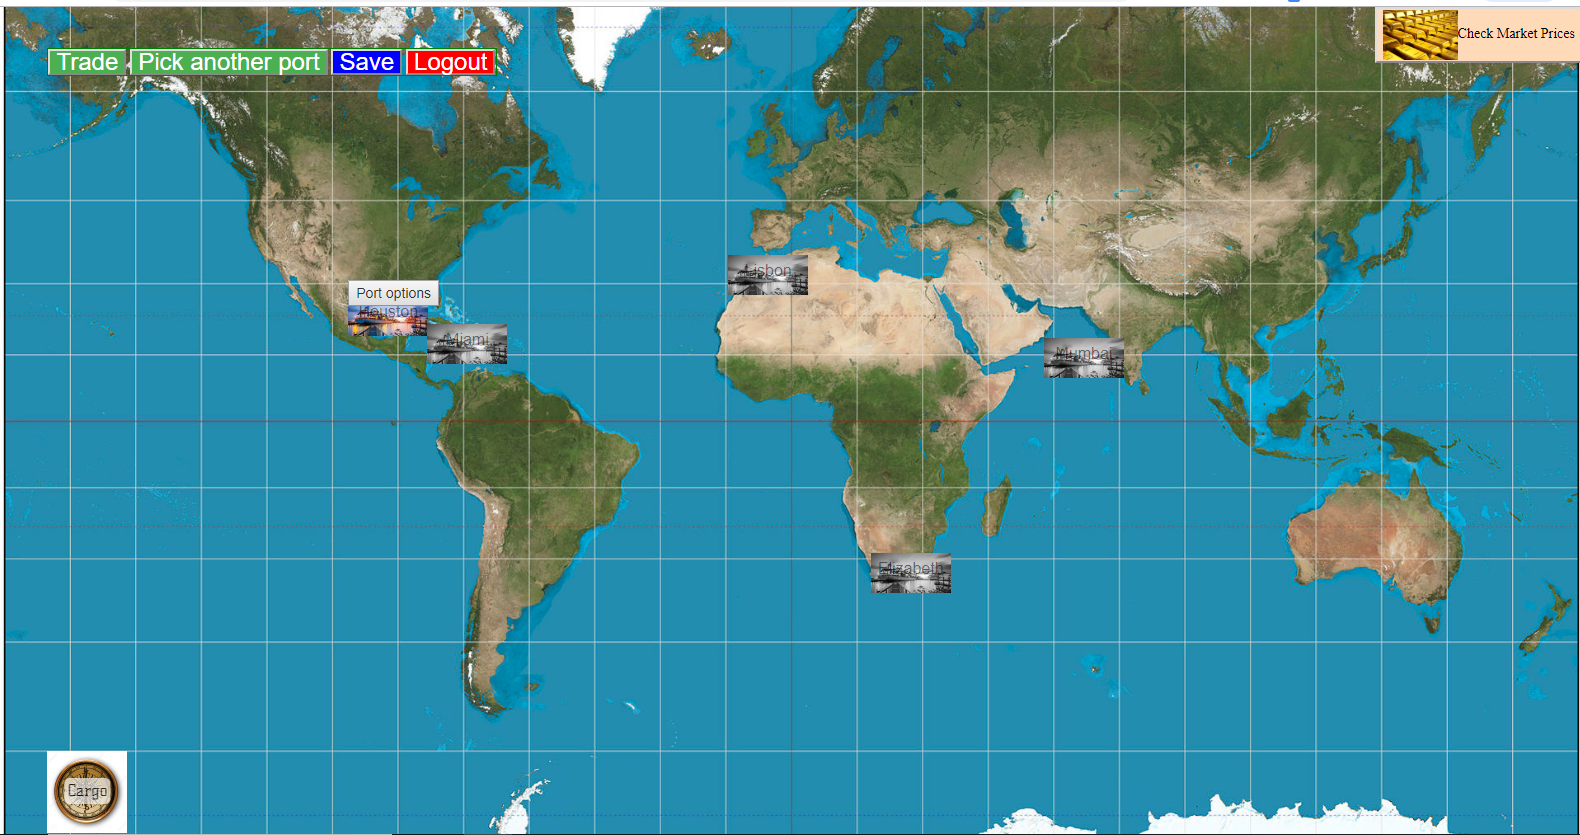 Trade Pick another port Save Logout
Check Market Prices
Lisbon
Port options
Houston
Miami
Mumbai
Elizabeth
Cargo